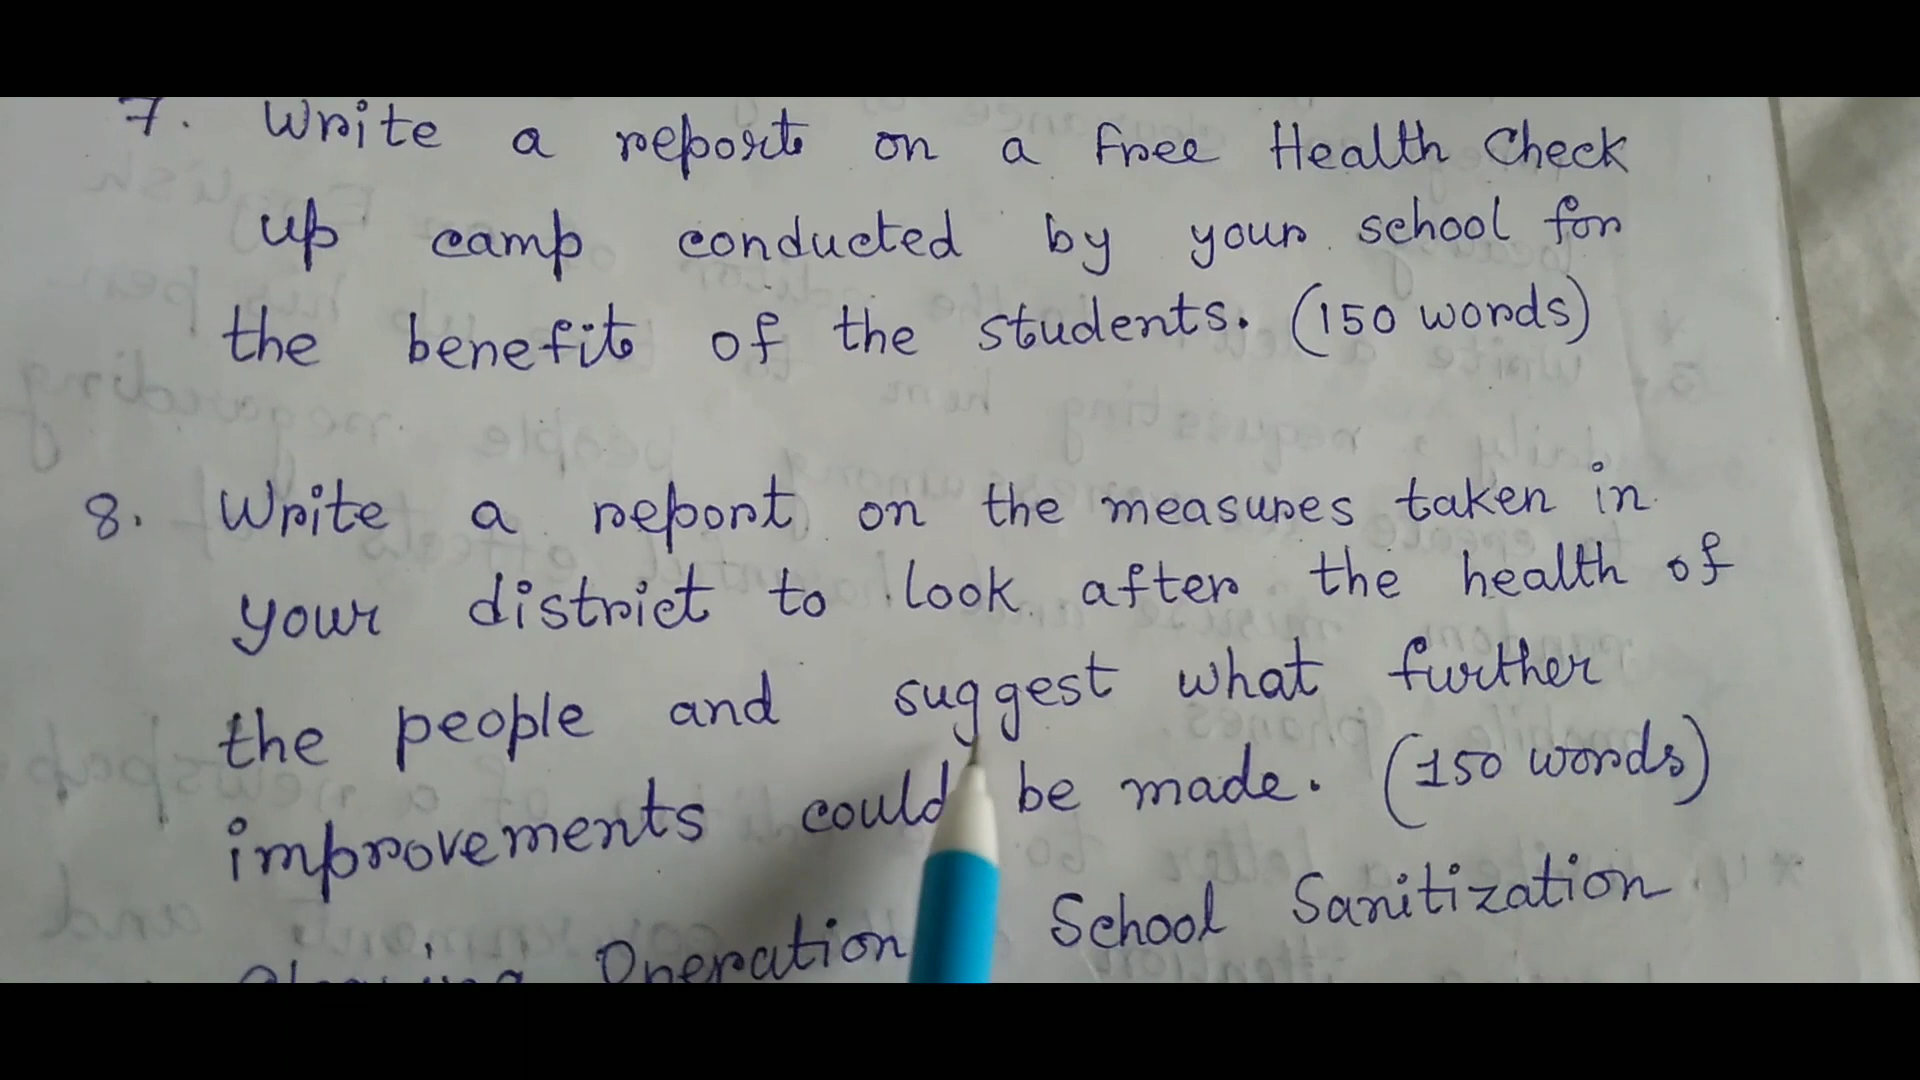 7. Write a report on a Free Health Check
up camp conducted by your school for
the benefit of the students. (150 words)
8. Write a report on the measures taken in
your district to look after the health of
the people and suggest what further
improvements could be made. (150 words)
Operation School Sanitization